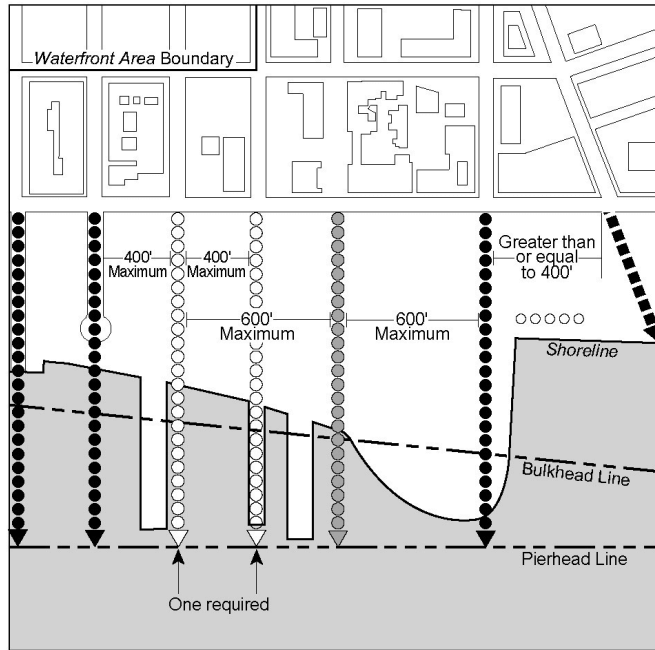 Waterfront Area Boundary
Greater than
or equal
to 400'
400'
Maximum
400'
Maximum
600'
Maximum
600'
Maximum
Shoreline
Bulkhead Line
Pierhead Line
One required